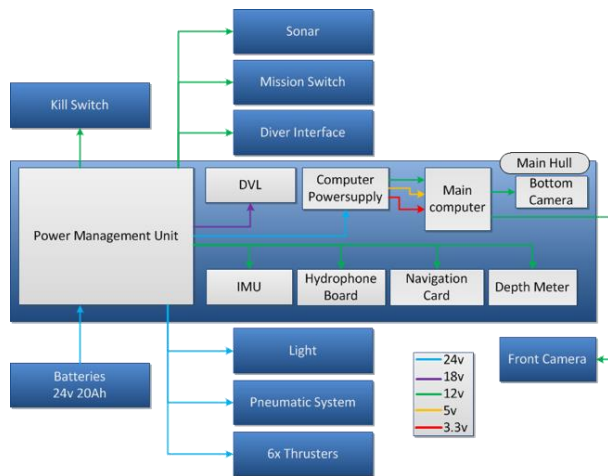 Sonar
Kill Switch
Mission Switch
Diver Interface
Main Hull
DVL
Computer
Powersupply
Main
computer
Bottom
Camera
Power Management Unit
IMU
Hydrophone
Board
Navigation
Card
Depth Meter
Batteries
24v 20Ah
Light
Pneumatic System
6x Thrusters
24v
18v
12v
5v
3.3v
Front Camera